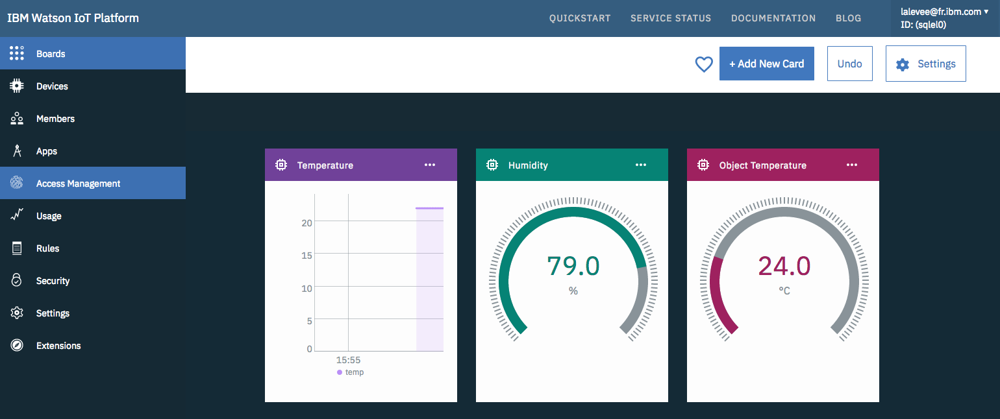 IBM Watson IoT Platform
QUICKSTART SERVICE STATUS DOCUMENTATION BLOG
lalevee@fr.ibm.com ▾
ID: (sqlel0)
Boards
Devices
Members
Apps
Access Management
Usage
Rules
Security
Settings
Extensions
+ Add New Card
Undo
Settings
Temperature
20
15
10
5
0
15:55
temp
Humidity
79.0
%
Object Temperature
24.0
°C